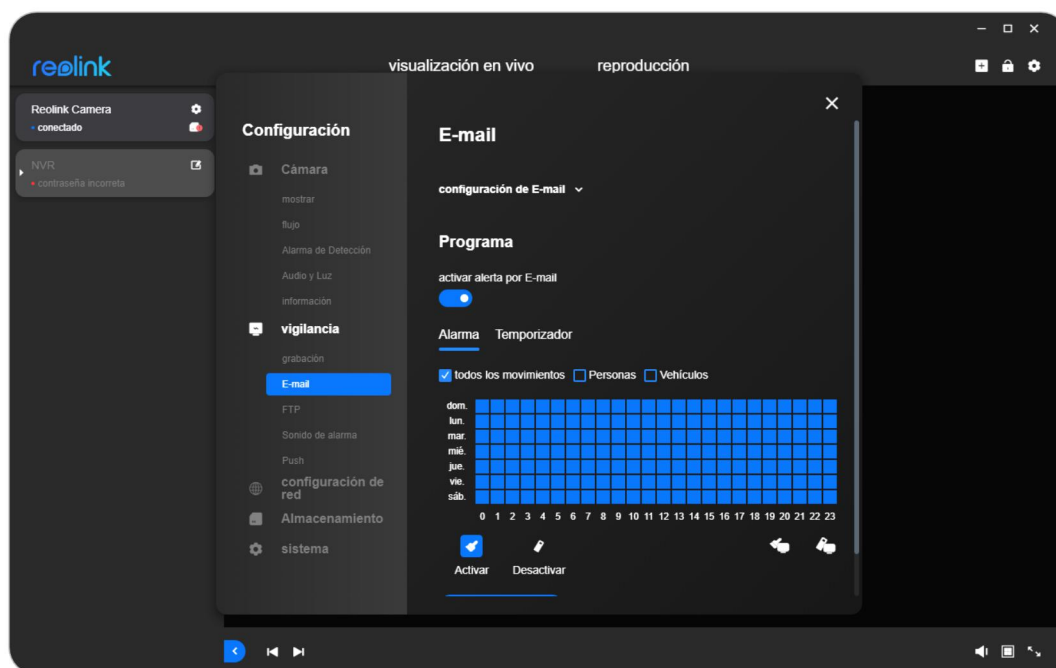 reolink
visualización en vivo
reproducción
Reolink Camera
conectado
NVR
contraseña incorreta
Configuración
Càmara
mostrar
flujo
Alarma de Detección
Audio y Luz
información
vigilancia
grabación
E-mail
FTP
Sonido de alarma
Push
configuración de
red
Almacenamiento
sistema
E-mail
configuración de E-mail
Programa
activar alerta por E-mail
Alarma Temporizador
todos los movimientos Personas Vehículos
dom.
lun.
mar.
mié.
jue.
vie.
sáb.
0 1 2 3 4 5 6 7 8 9 10 11 12 13 14 15 16 17 18 19 20 21 22 23
Activar Desactivar